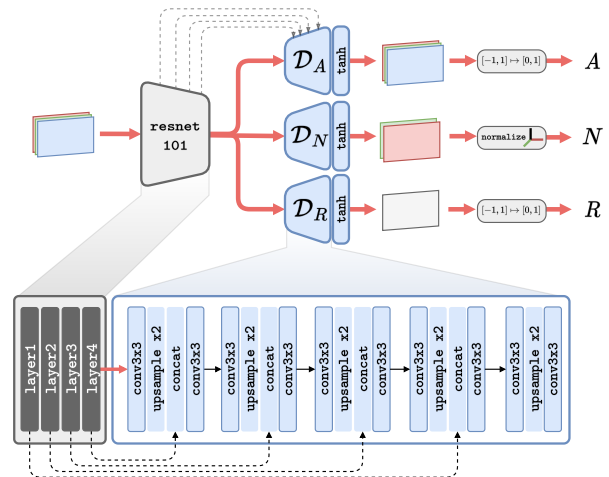 resnet
101
𝒟_A
tanh
[−1, 1] ↦ [0, 1]
A
𝒟_N
tanh
normalize
N
𝒟_R
tanh
[−1, 1] ↦ [0, 1]
R
layer1
layer2
layer3
layer4
conv3x3
upsample x2
concat
conv3x3
conv3x3
upsample x2
concat
conv3x3
conv3x3
upsample x2
concat
conv3x3
conv3x3
upsample x2
concat
conv3x3
conv3x3
upsample x2
conv3x3